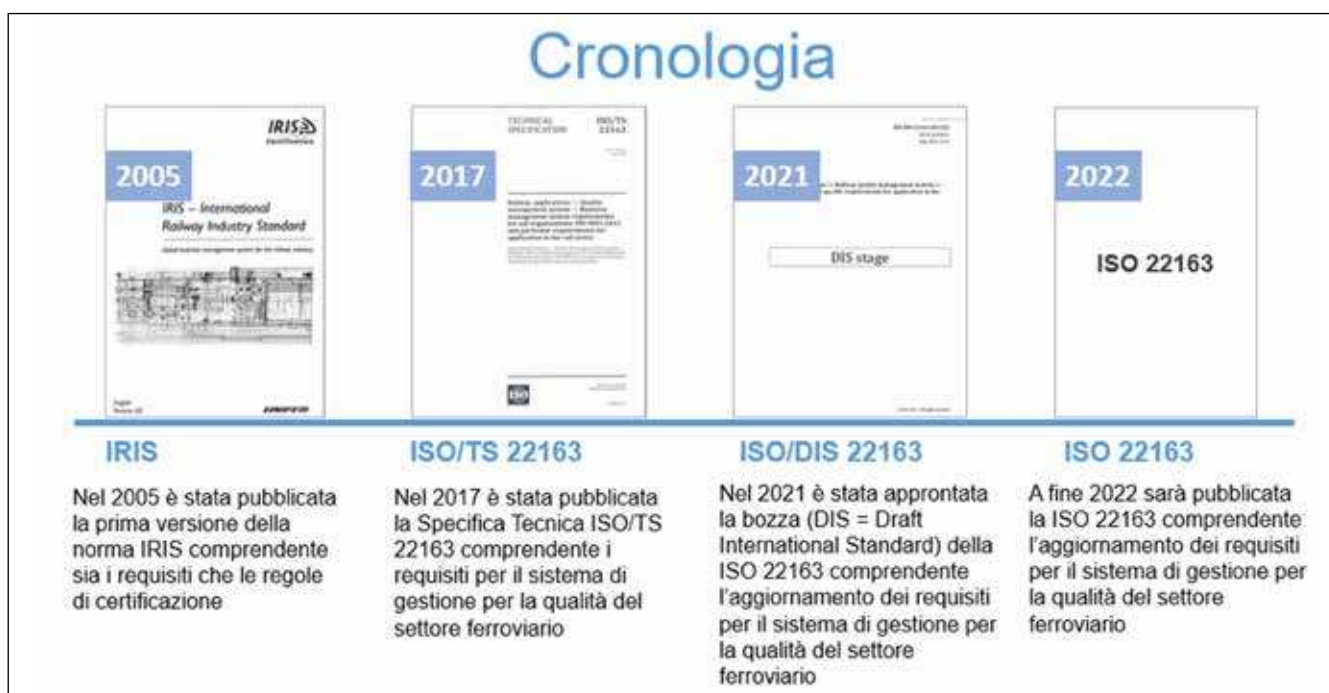 Cronologia
IRIS
Certification
2005
IRIS – International
Railway Industry Standard
TECHNICAL
SPECIFICATION
ISO/TS
22163
2017
ISO
2021
DIS stage
2022
ISO 22163
IRIS
Nel 2005 è stata pubblicata
la prima versione della
norma IRIS comprendente
sia i requisiti che le regole
di certificazione
ISO/TS 22163
Nel 2017 è stata pubblicata
la Specifica Tecnica ISO/TS
22163 comprendente i
requisiti per il sistema di
gestione per la qualità del
settore ferroviario
ISO/DIS 22163
Nel 2021 è stata approntata
la bozza (DIS = Draft
International Standard) della
ISO 22163 comprendente
l'aggiornamento dei requisiti
per il sistema di gestione per
la qualità del settore
ferroviario
ISO 22163
A fine 2022 sarà pubblicata
la ISO 22163 comprendente
l'aggiornamento dei requisiti
per il sistema di gestione per
la qualità del settore
ferroviario